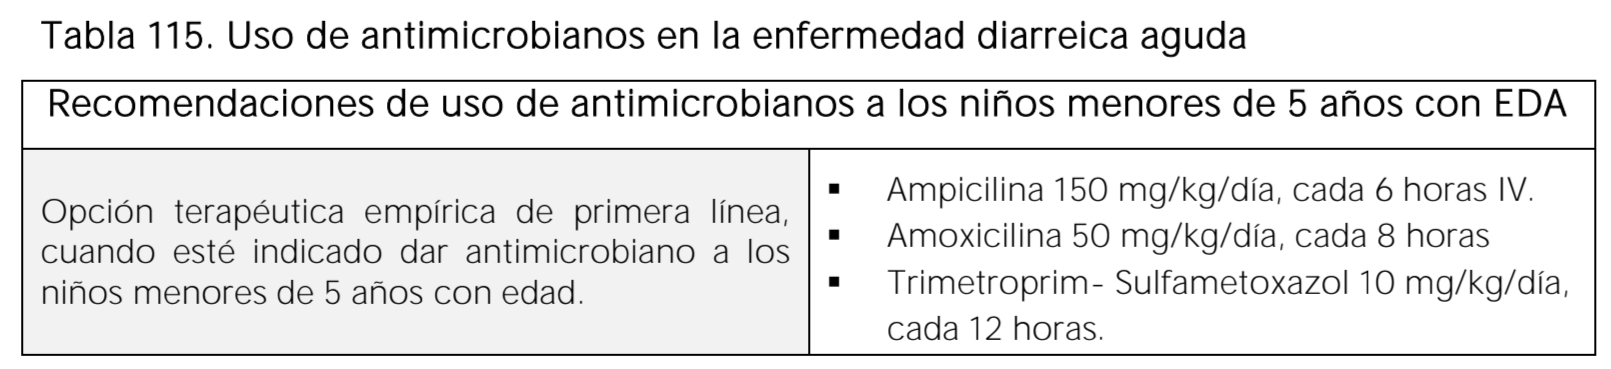 Tabla 115. Uso de antimicrobianos en la enfermedad diarreica aguda
Recomendaciones de uso de antimicrobianos a los niños menores de 5 años con EDA
Opción terapéutica empírica de primera línea,
cuando esté indicado dar antimicrobiano a los
niños menores de 5 años con edad.
▪ Ampicilina 150 mg/kg/día, cada 6 horas IV.
▪ Amoxicilina 50 mg/kg/día, cada 8 horas
▪ Trimetroprim- Sulfametoxazol 10 mg/kg/día,
cada 12 horas.